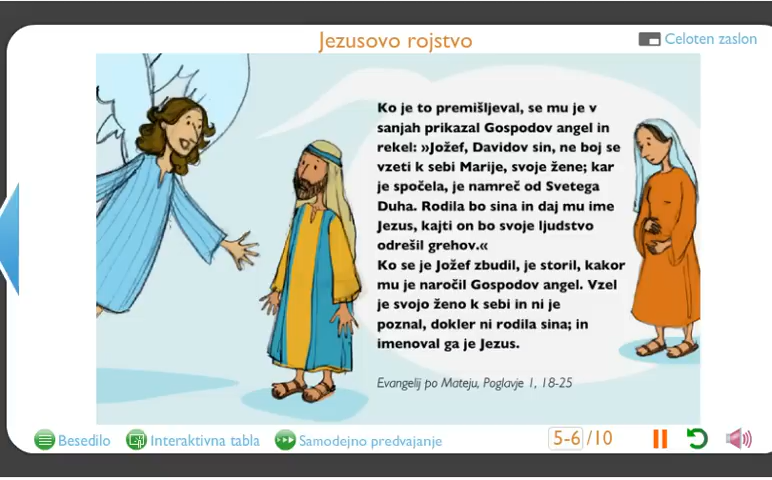 Jezusovo rojstvo
Celoten zaslon
Ko je to premišljeval, se mu je v
sanjah prikazal Gospodov angel in
rekel: »Jožef, Davidov sin, ne boj se
vzeti k sebi Marije, svoje žene; kar
je spočela, je namreč od Svetega
Duha. Rodila bo sina in daj mu ime
Jezus, kajti on bo svoje ljudstvo
odrešil grehov.«
Ko se je Jožef zbudil, je storil, kakor
mu je naročil Gospodov angel. Vzel
je svojo ženo k sebi in ni je
poznal, dokler ni rodila sina; in
imenoval ga je Jezus.
Evangelij po Mateju, Poglavje 1, 18-25
Besedilo
Interaktivna tabla
Samodejno predvajanje
5-6 /10